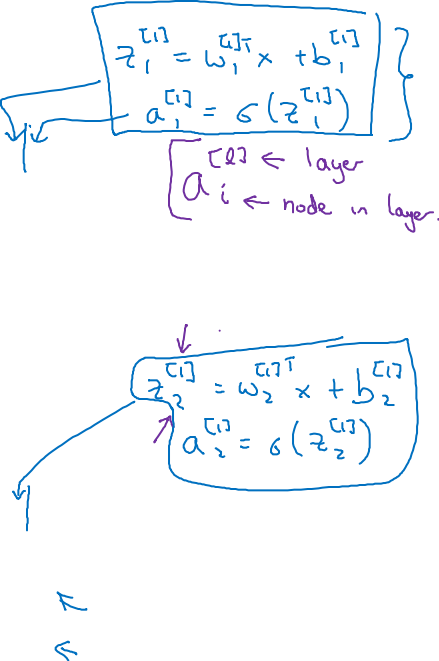 z₁^[1] = w₁^[1]T x + b₁^[1]
a₁^[1] = σ(z₁^[1])
a_i^[l] ← layer
← node in layer.
z₂^[1] = w₂^[1]T x + b₂^[1]
a₂^[1] = σ(z₂^[1])